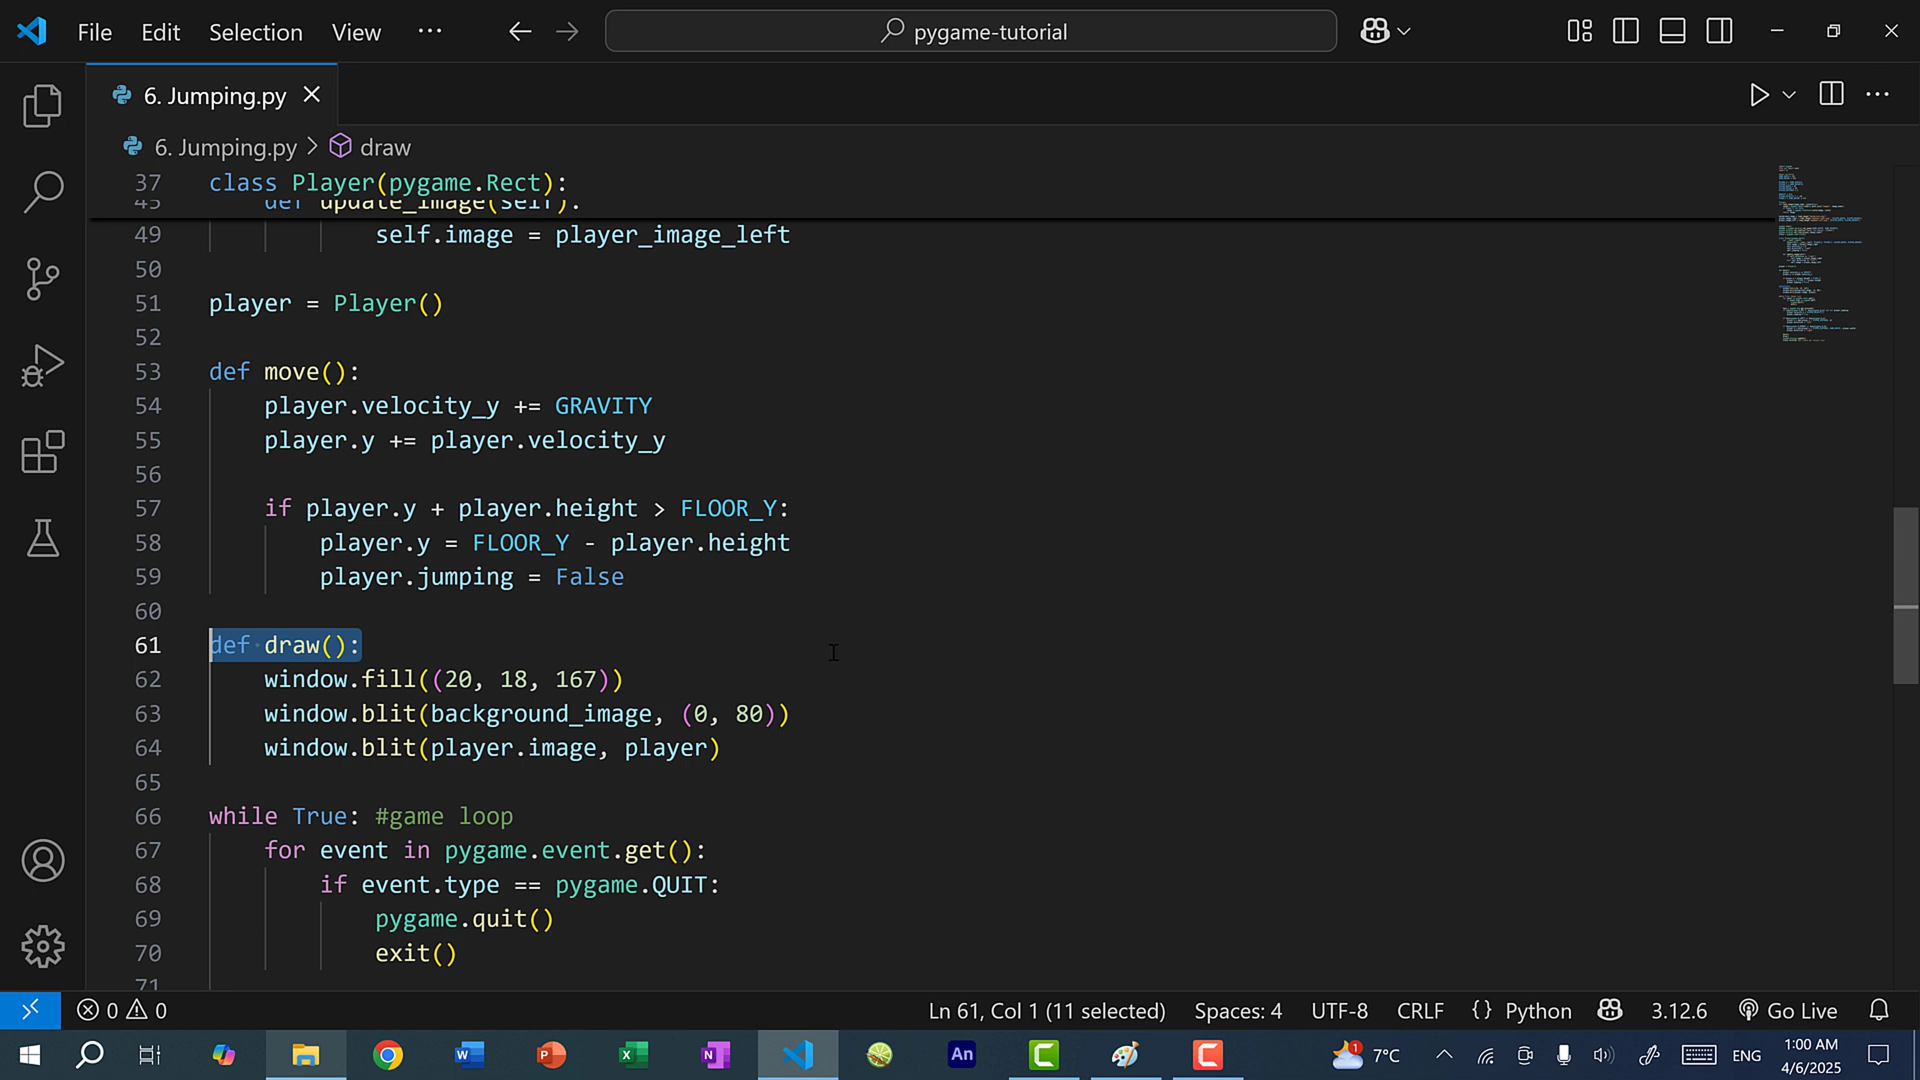 File Edit Selection View ··· pygame-tutorial
6. Jumping.py
6. Jumping.py > draw
37 class Player(pygame.Rect):
45 def update_image(self):
49 self.image = player_image_left
50
51 player = Player()
52
53 def move():
54 player.velocity_y += GRAVITY
55 player.y += player.velocity_y
56
57 if player.y + player.height > FLOOR_Y:
58 player.y = FLOOR_Y - player.height
59 player.jumping = False
60
61 def draw():
62 window.fill((20, 18, 167))
63 window.blit(background_image, (0, 80))
64 window.blit(player.image, player)
65
66 while True: #game loop
67 for event in pygame.event.get():
68 if event.type == pygame.QUIT:
69 pygame.quit()
70 exit()
71
0 0 Ln 61, Col 1 (11 selected) Spaces: 4 UTF-8 CRLF {} Python 3.12.6 Go Live
An 1 7°C ENG 1:00 AM
4/6/2025